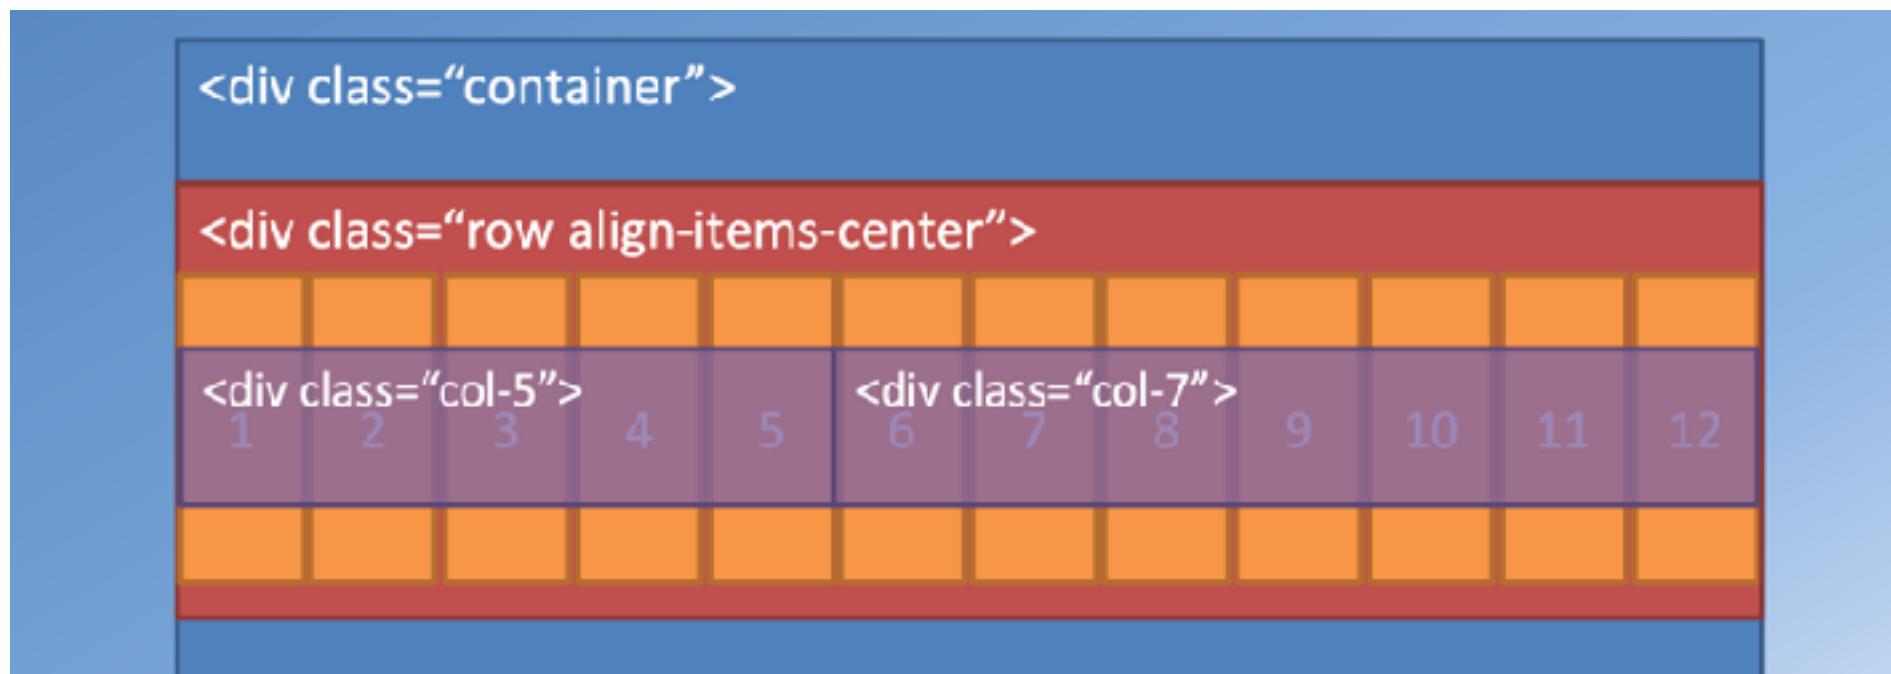 <div class=“container”>
<div class=“row align-items-center”>
<div class=“col-5”> <div class=“col-7”>
1 2 3 4 5 6 7 8 9 10 11 12